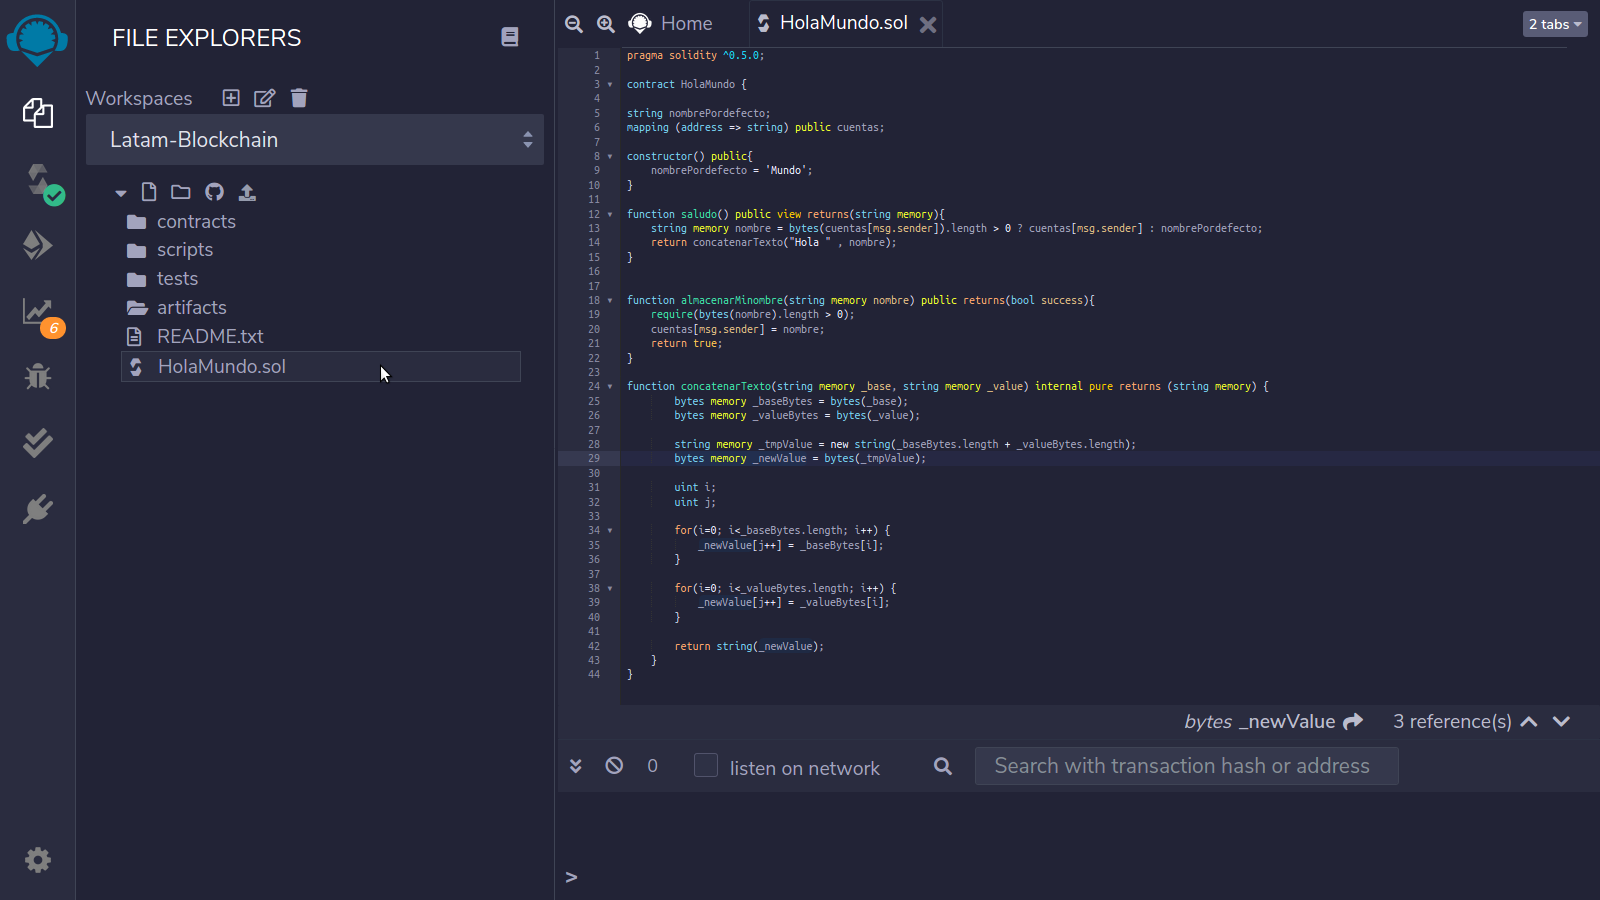 FILE EXPLORERS
Workspaces
Latam-Blockchain
contracts
scripts
tests
artifacts
README.txt
HolaMundo.sol
6
Home
HolaMundo.sol
2 tabs
1 pragma solidity ^0.5.0;
2
3 contract HolaMundo {
4
5 string nombrePordefecto;
6 mapping (address => string) public cuentas;
7
8 constructor() public{
9 nombrePordefecto = 'Mundo';
10 }
11
12 function saludo() public view returns(string memory){
13 string memory nombre = bytes(cuentas[msg.sender]).length > 0 ? cuentas[msg.sender] : nombrePordefecto;
14 return concatenarTexto("Hola " , nombre);
15 }
16
17
18 function almacenarMinombre(string memory nombre) public returns(bool success){
19 require(bytes(nombre).length > 0);
20 cuentas[msg.sender] = nombre;
21 return true;
22 }
23
24 function concatenarTexto(string memory _base, string memory _value) internal pure returns (string memory) {
25 bytes memory _baseBytes = bytes(_base);
26 bytes memory _valueBytes = bytes(_value);
27
28 string memory _tmpValue = new string(_baseBytes.length + _valueBytes.length);
29 bytes memory _newValue = bytes(_tmpValue);
30
31 uint i;
32 uint j;
33
34 for(i=0; i<_baseBytes.length; i++) {
35 _newValue[j++] = _baseBytes[i];
36 }
37
38 for(i=0; i<_valueBytes.length; i++) {
39 _newValue[j++] = _valueBytes[i];
40 }
41
42 return string(_newValue);
43 }
44 }
bytes _newValue 3 reference(s)
0 listen on network Search with transaction hash or address
>